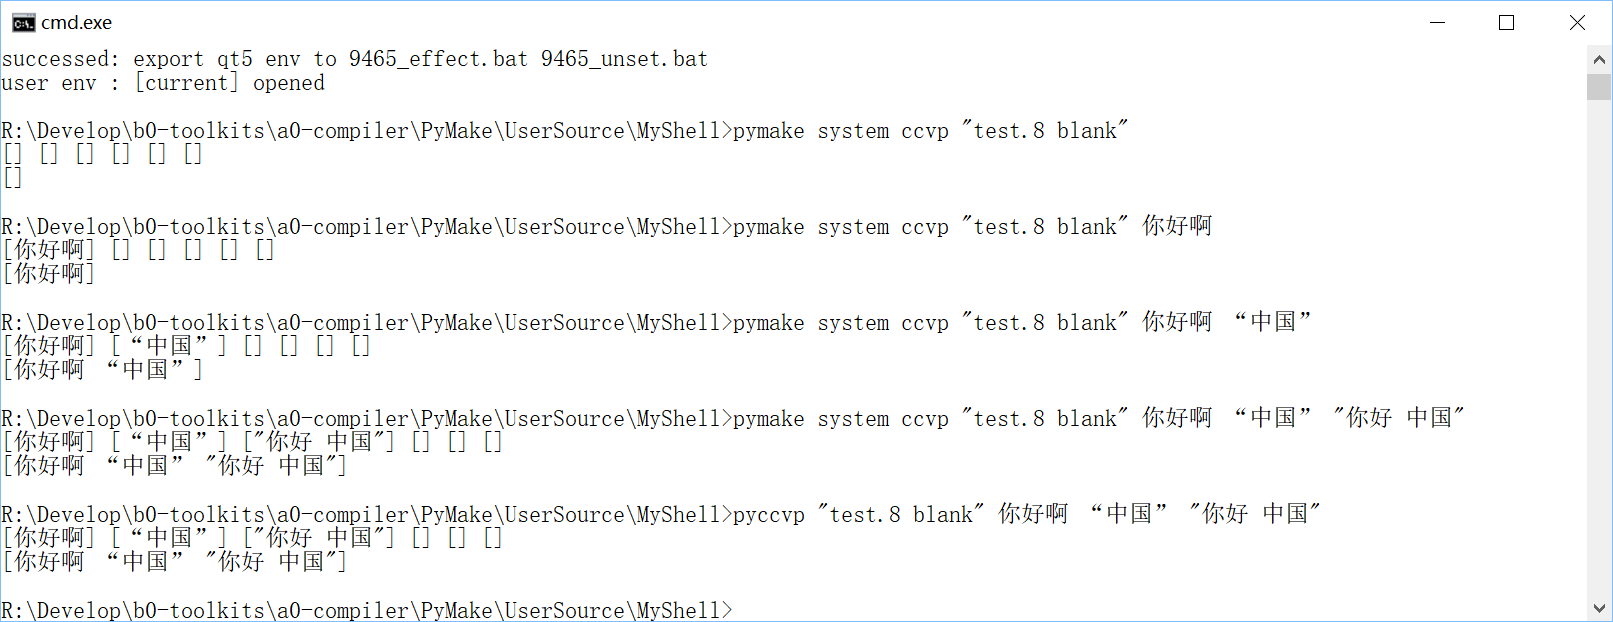 cmd.exe
successed: export qt5 env to 9465_effect.bat 9465_unset.bat
user env : [current] opened
R:\Develop\b0-toolkits\a0-compiler\PyMake\UserSource\MyShell>pymake system ccvp "test.8 blank"
[] [] [] [] [] []
[]
R:\Develop\b0-toolkits\a0-compiler\PyMake\UserSource\MyShell>pymake system ccvp "test.8 blank" 你好啊
[你好啊] [] [] [] [] []
[你好啊]
R:\Develop\b0-toolkits\a0-compiler\PyMake\UserSource\MyShell>pymake system ccvp "test.8 blank" 你好啊 “中国”
[你好啊] [“中国”] [] [] [] []
[你好啊 “中国”]
R:\Develop\b0-toolkits\a0-compiler\PyMake\UserSource\MyShell>pymake system ccvp "test.8 blank" 你好啊 “中国” "你好 中国"
[你好啊] [“中国”] ["你好 中国"] [] [] []
[你好啊 “中国” "你好 中国"]
R:\Develop\b0-toolkits\a0-compiler\PyMake\UserSource\MyShell>pyccvp "test.8 blank" 你好啊 “中国” "你好 中国"
[你好啊] [“中国”] ["你好 中国"] [] [] []
[你好啊 “中国” "你好 中国"]
R:\Develop\b0-toolkits\a0-compiler\PyMake\UserSource\MyShell>